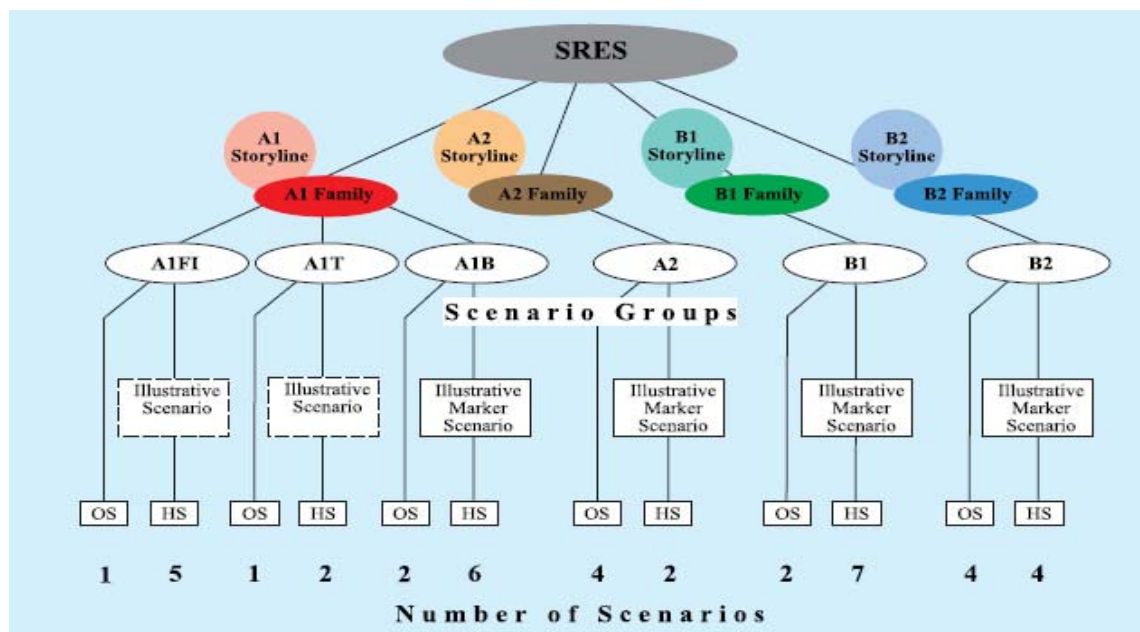 SRES
A1
Storyline
A2
Storyline
B1
Storyline
B2
Storyline
A1 Family
A2 Family
B1 Family
B2 Family
A1FI
A1T
A1B
A2
B1
B2
Scenario Groups
Illustrative
Scenario
Illustrative
Scenario
Illustrative
Marker
Scenario
Illustrative
Marker
Scenario
Illustrative
Marker
Scenario
Illustrative
Marker
Scenario
OS HS OS HS OS HS OS HS OS HS OS HS
1 5 1 2 2 6 4 2 2 7 4 4
Number of Scenarios